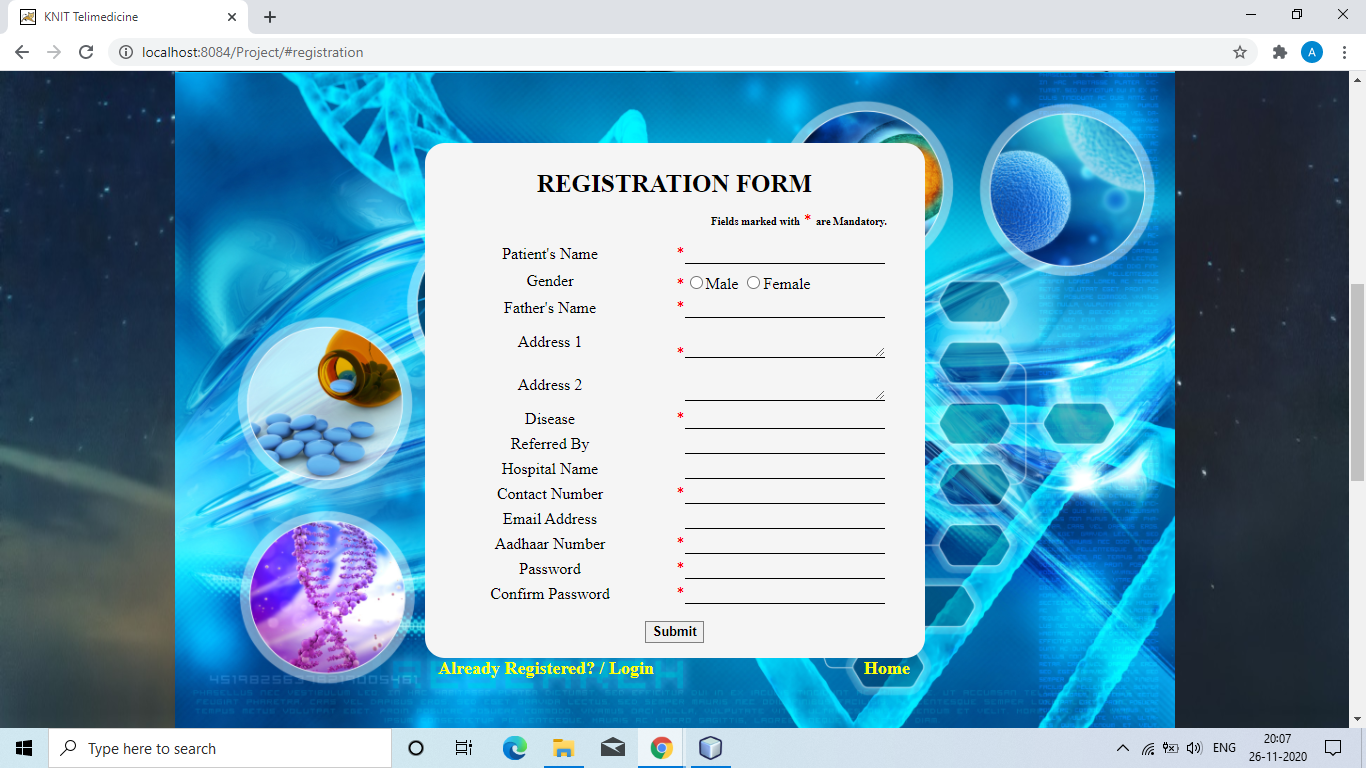 KNIT Telimedicine
localhost:8084/Project/#registration
A
REGISTRATION FORM
Fields marked with * are Mandatory.
Patient's Name *
Gender * Male Female
Father's Name *
Address 1 *
Address 2
Disease *
Referred By
Hospital Name
Contact Number *
Email Address
Aadhaar Number *
Password *
Confirm Password *
Submit
Already Registered? / Login Home
Type here to search
ENG
20:07
26-11-2020